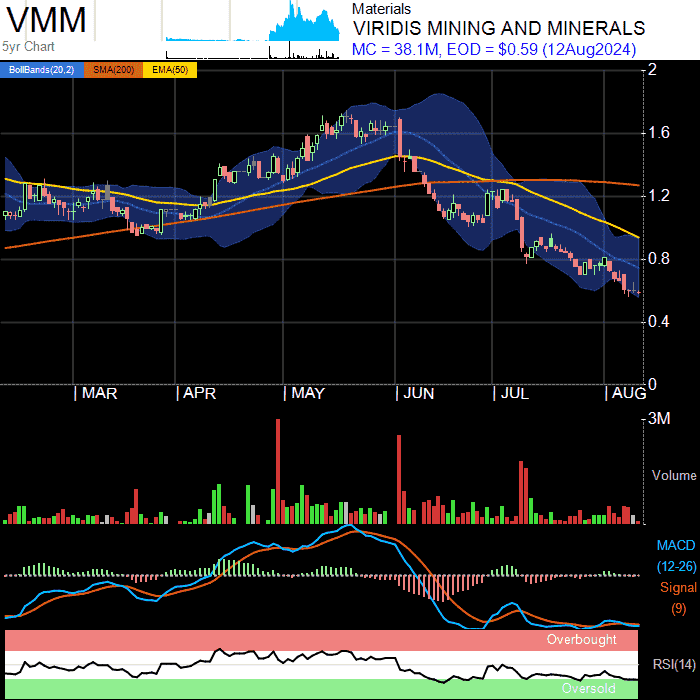 VMM
5yr Chart
Materials
VIRIDIS MINING AND MINERALS
MC = 38.1M, EOD = $0.59 (12Aug2024)
BollBands(20,2) SMA(200) EMA(50)
2
1.6
1.2
0.8
0.4
0
MAR APR MAY JUN JUL AUG
3M
Volume
MACD
(12-26)
Signal
(9)
Overbought
RSI(14)
Oversold